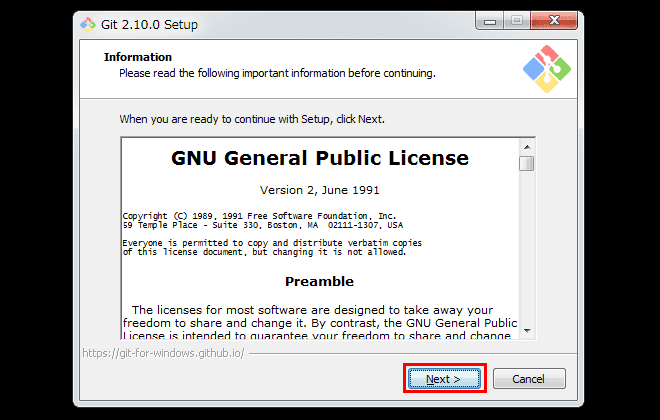 Git 2.10.0 Setup
Information
Please read the following important information before continuing.
When you are ready to continue with Setup, click Next.
GNU General Public License
Version 2, June 1991
Copyright (C) 1989, 1991 Free Software Foundation, Inc.
59 Temple Place - Suite 330, Boston, MA  02111-1307, USA
Everyone is permitted to copy and distribute verbatim copies
of this license document, but changing it is not allowed.
Preamble
The licenses for most software are designed to take away your
freedom to share and change it. By contrast, the GNU General Public
License is intended to guarantee your freedom to share and change
https://git-for-windows.github.io/
Next >
Cancel